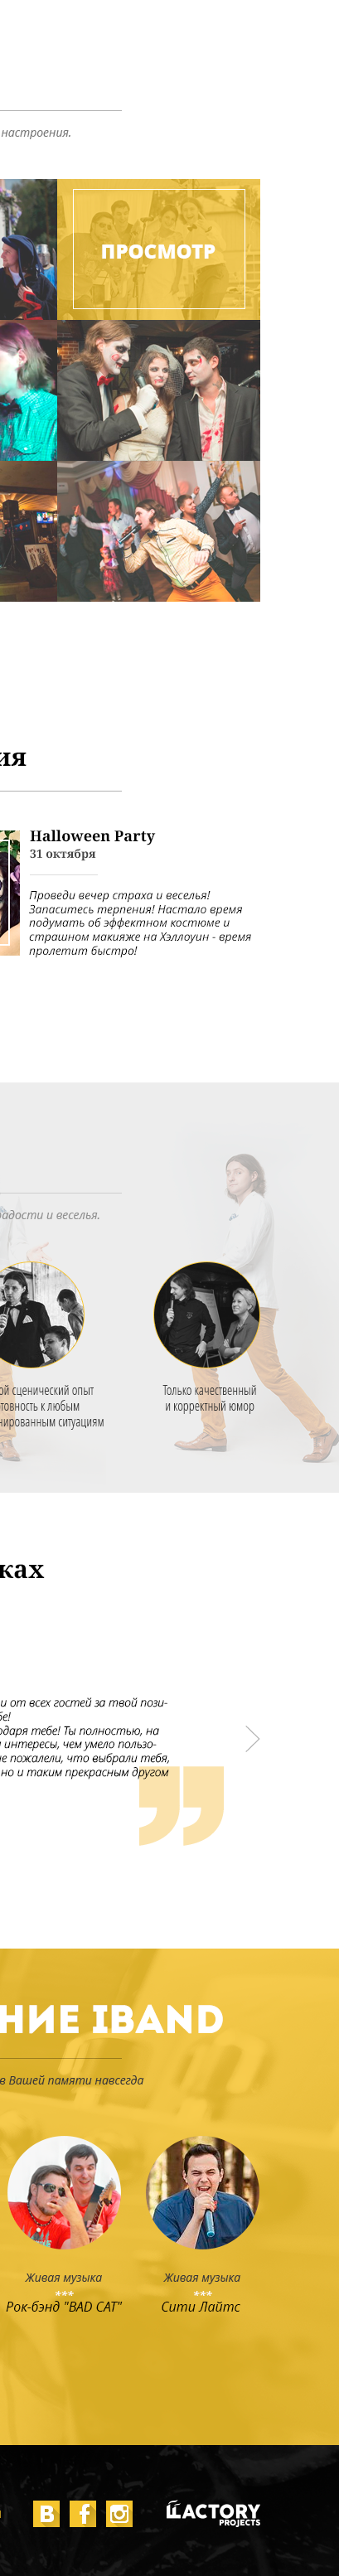 настроения.
ПРОСМОТР
ия
Halloween Party
31 октября
Проведи вечер страха и веселья!
Запаситесь терпения! Настало время
подумать об эффектном костюме и
страшном макияже на Хэллоуин - время
пролетит быстро!
радости и веселья.
ой сценический опыт
товность к любым
нированным ситуациям
Только качественный
и корректный юмор
ках
и от всех гостей за твой пози-
бе!
одаря тебе! Ты полностью, на
и интересы, чем умело пользо-
не пожалели, что выбрали тебя,
но и таким прекрасным другом
”
НИЕ IBAND
в Вашей памяти навсегда
Живая музыка
***
Рок-бэнд "BAD CAT"
Живая музыка
***
Сити Лайтс
B f
LACTORY
PROJECTS